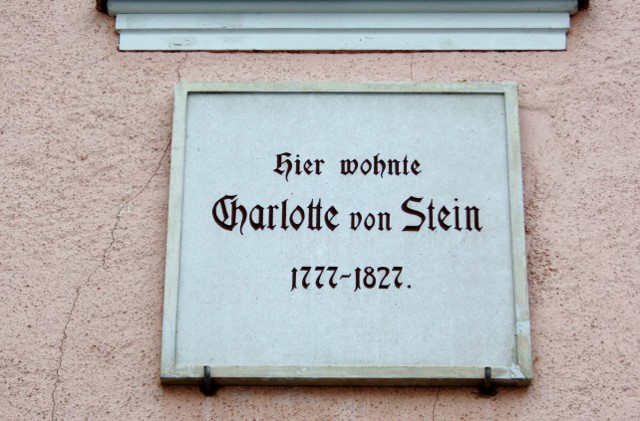 Hier wohnte
Charlotte von Stein
1777-1827.